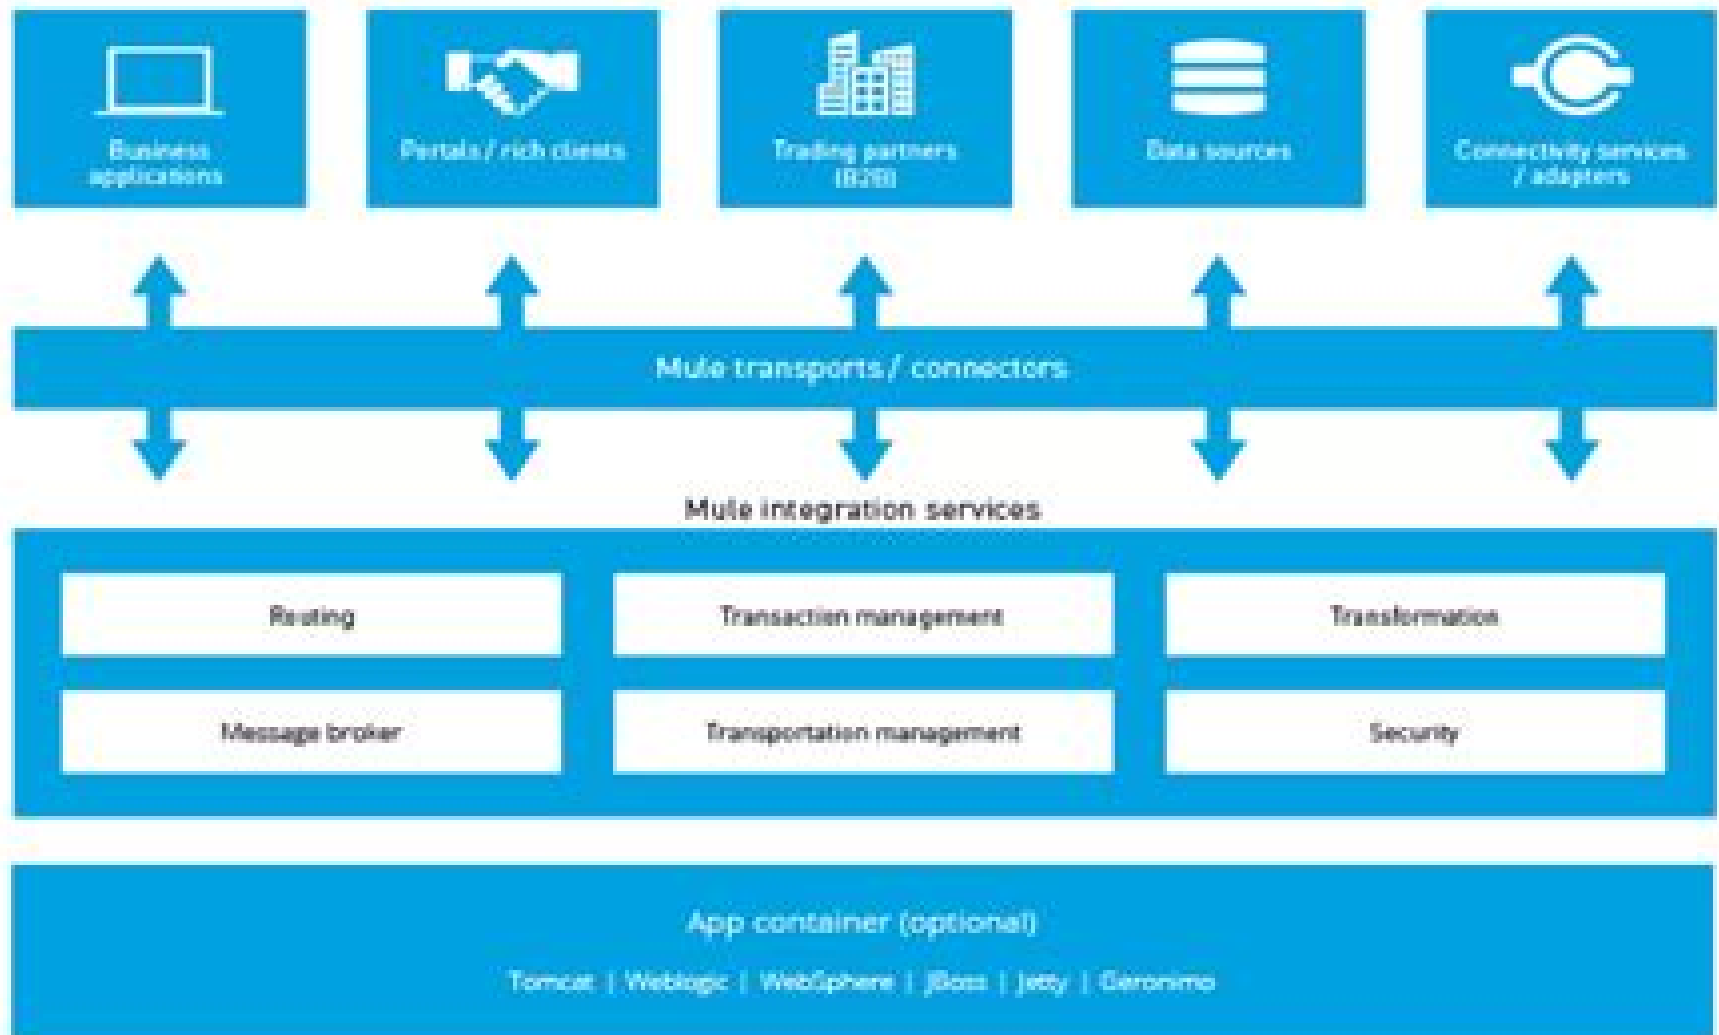 Business
applications
Portals / rich clients
Trading partners
(B2B)
Data sources
Connectivity services
/ adapters
Mule transports / connectors
Mule integration services
Routing
Transaction management
Transformation
Message broker
Transportation management
Security
App container (optional)
Tomcat | Weblogic | WebSphere | JBoss | Jetty | Geronimo